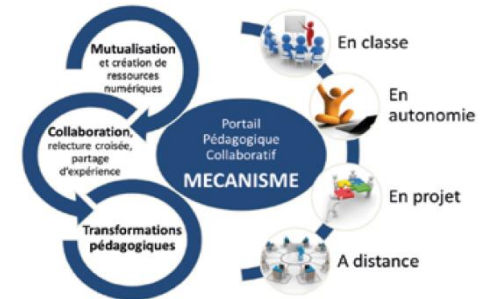 Mutualisation
et création de
ressources
numériques
Collaboration,
relecture croisée,
partage
d'expérience
Transformations
pédagogiques
Portail
Pédagogique
Collaboratif
MECANISME
En classe
En
autonomie
En projet
A distance